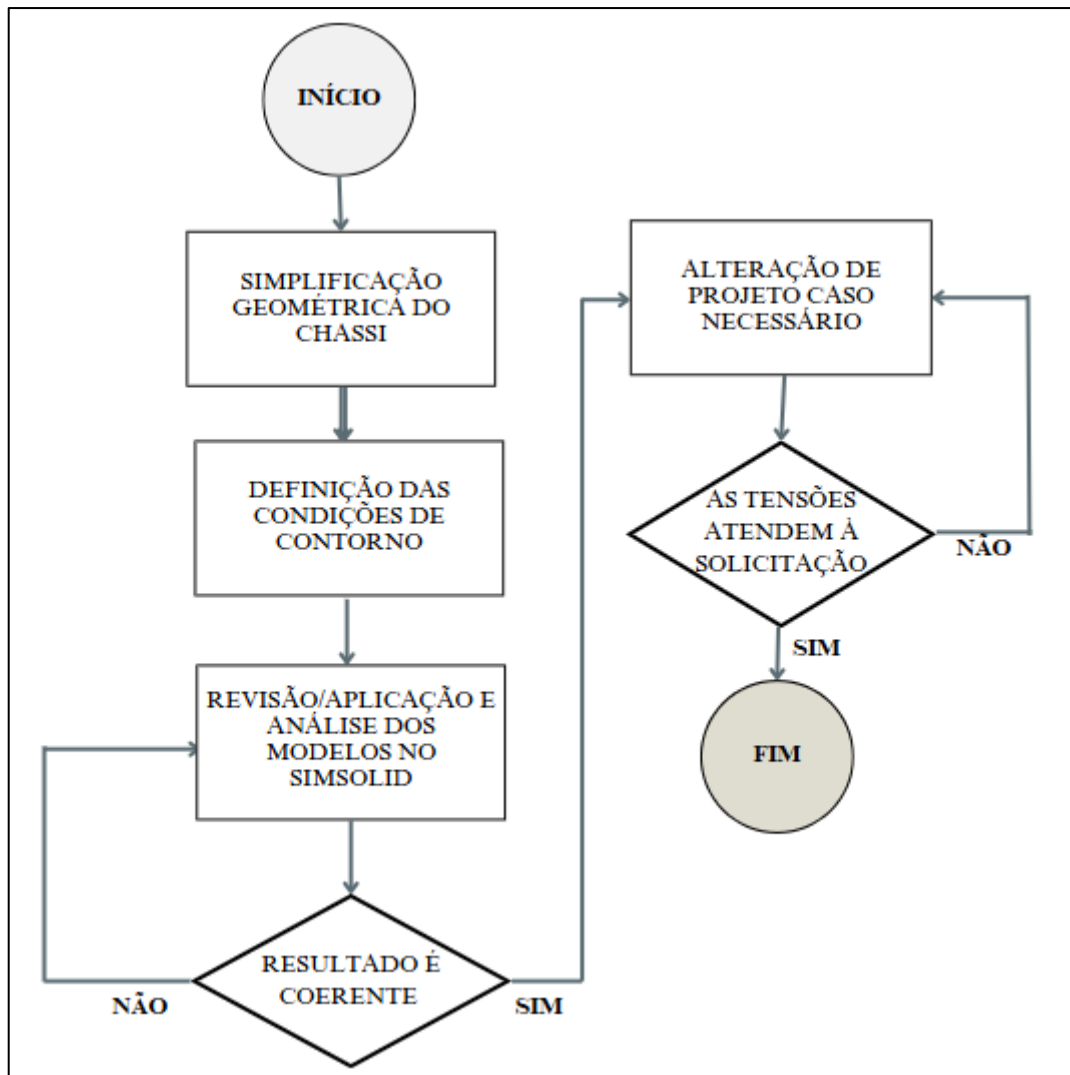 INÍCIO
SIMPLIFICAÇÃO
GEOMÉTRICA DO
CHASSI
DEFINIÇÃO DAS
CONDIÇÕES DE
CONTORNO
REVISÃO/APLICAÇÃO E
ANÁLISE DOS
MODELOS NO
SIMSOLID
RESULTADO É
COERENTE
NÃO
SIM
ALTERAÇÃO DE
PROJETO CASO
NECESSÁRIO
AS TENSÕES
ATENDEM À
SOLICITAÇÃO
NÃO
SIM
FIM